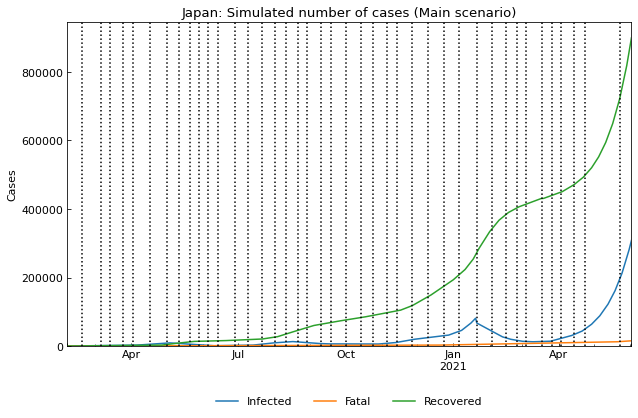 Japan: Simulated number of cases (Main scenario)
800000
600000
400000
200000
0
Cases
Apr Jul Oct Jan Apr
2021
Infected Fatal Recovered